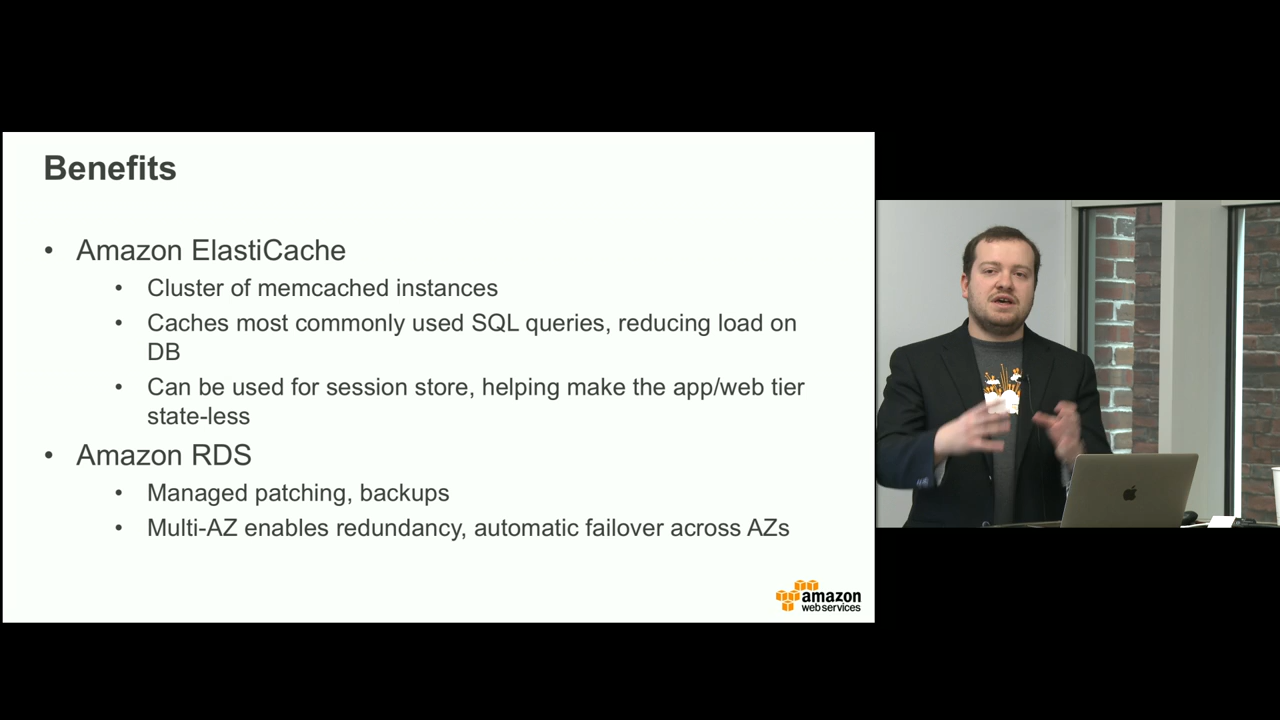 Benefits
• Amazon ElastiCache
• Cluster of memcached instances
• Caches most commonly used SQL queries, reducing load on
DB
• Can be used for session store, helping make the app/web tier
state-less
• Amazon RDS
• Managed patching, backups
• Multi-AZ enables redundancy, automatic failover across AZs
amazon
web services